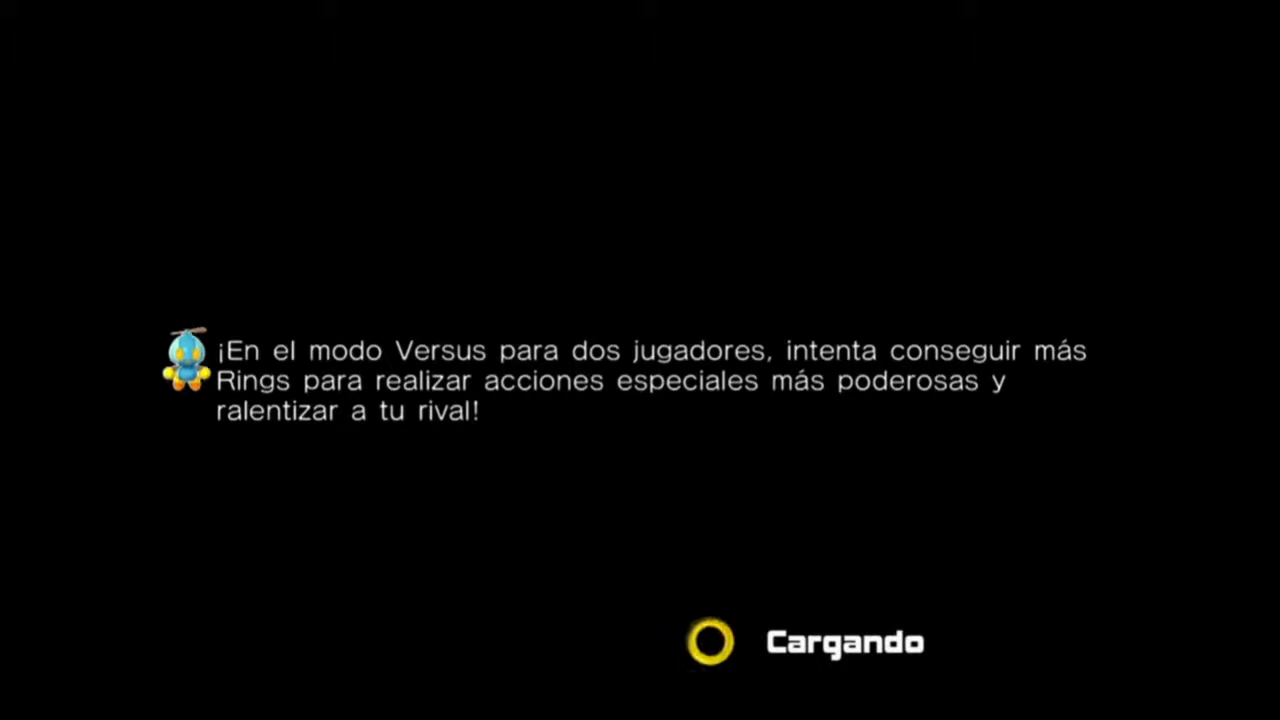 ¡En el modo Versus para dos jugadores, intenta conseguir más
Rings para realizar acciones especiales más poderosas y
ralentizar a tu rival!
Cargando